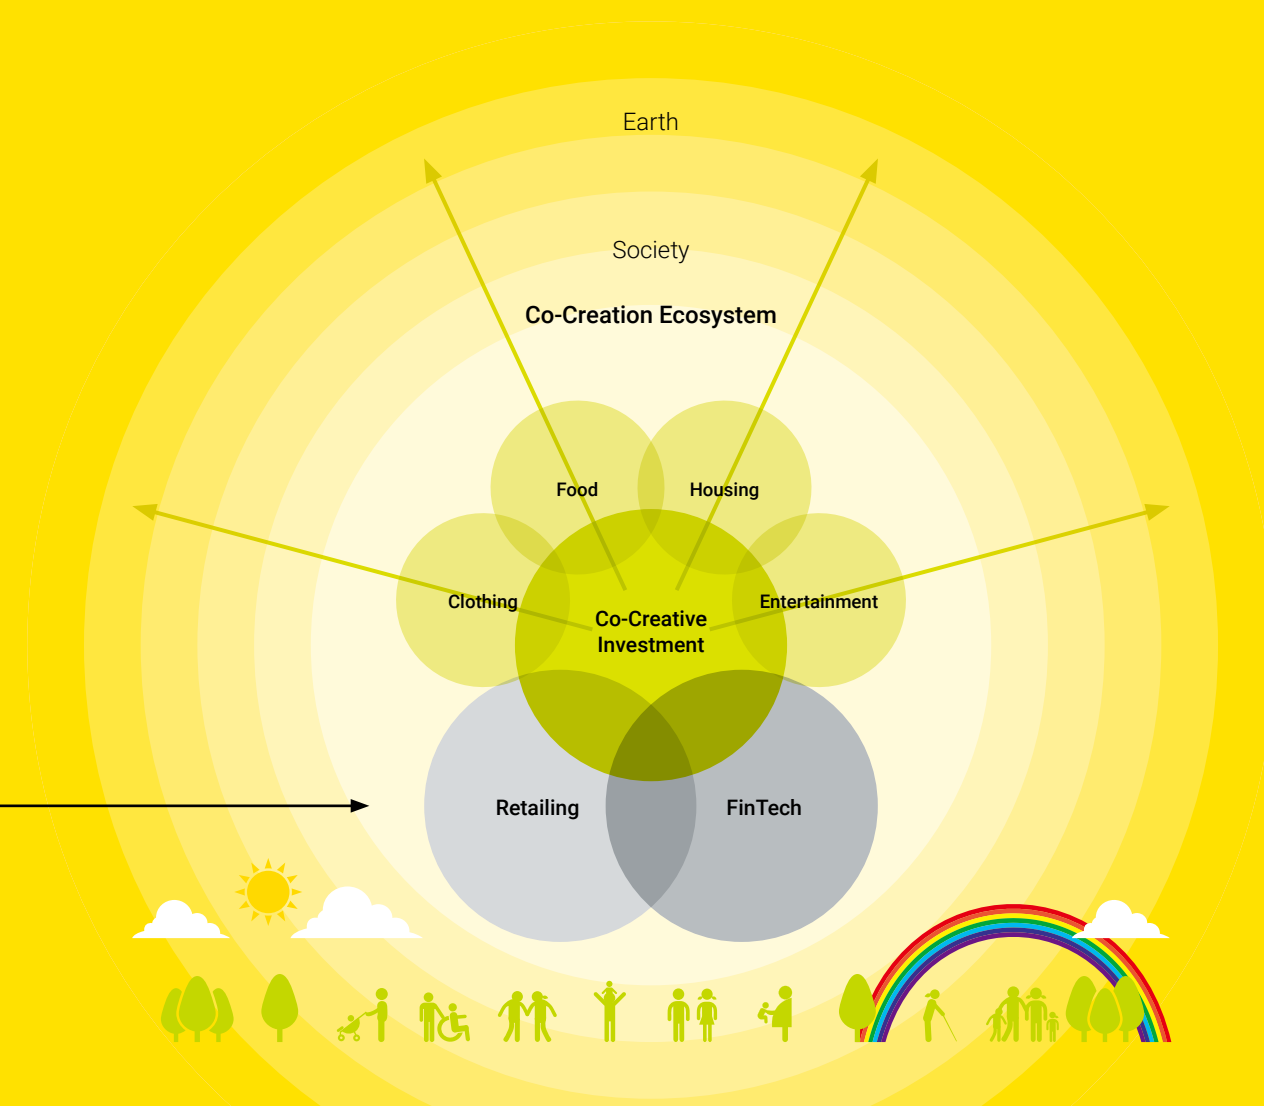 Earth
Society
Co-Creation Ecosystem
Food
Housing
Clothing
Entertainment
Co-Creative
Investment
Retailing
FinTech